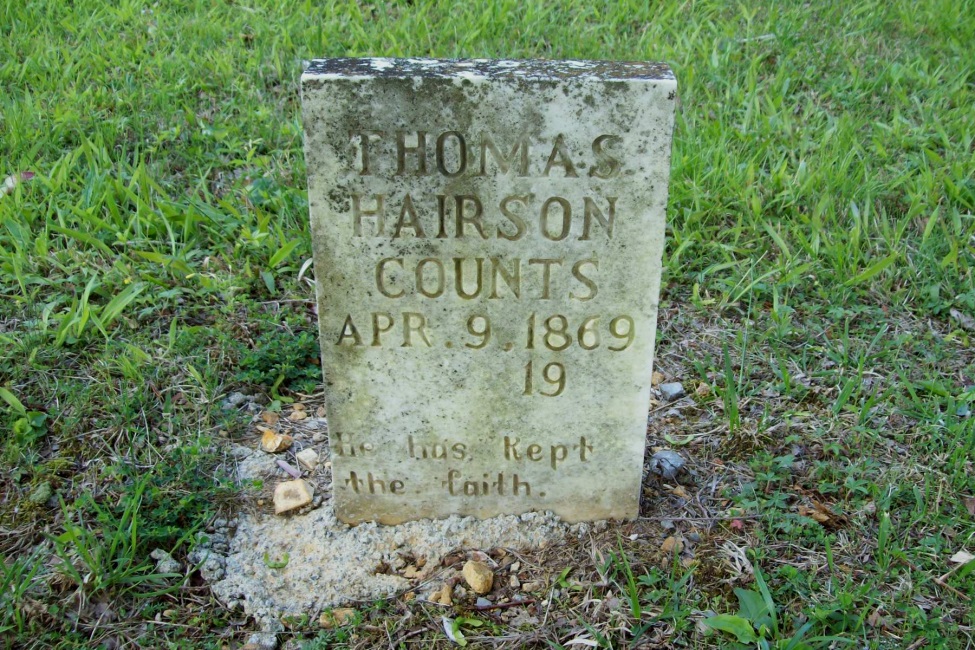 THOMAS
HAIRSON
COUNTS
APR. 9, 1869
19
He has kept
the faith.